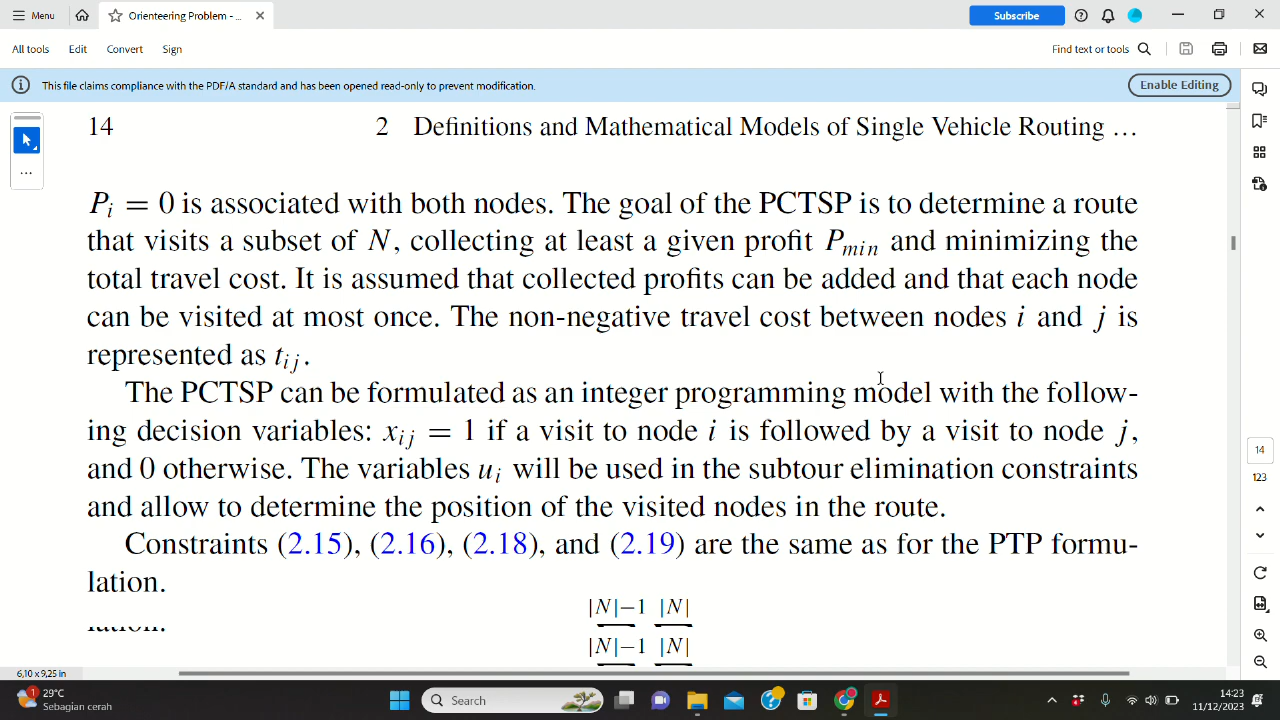 Menu
Orienteering Problem - ...
Subscribe
All tools Edit Convert Sign
Find text or tools
This file claims compliance with the PDF/A standard and has been opened read-only to prevent modification.
Enable Editing
14 2 Definitions and Mathematical Models of Single Vehicle Routing ...
P_i = 0 is associated with both nodes. The goal of the PCTSP is to determine a route
that visits a subset of N, collecting at least a given profit P_min and minimizing the
total travel cost. It is assumed that collected profits can be added and that each node
can be visited at most once. The non-negative travel cost between nodes i and j is
represented as t_ij.
The PCTSP can be formulated as an integer programming model with the follow-
ing decision variables: x_ij = 1 if a visit to node i is followed by a visit to node j,
and 0 otherwise. The variables u_i will be used in the subtour elimination constraints
and allow to determine the position of the visited nodes in the route.
Constraints (2.15), (2.16), (2.18), and (2.19) are the same as for the PTP formu-
lation.
|N|−1 |N|
|N|−1 |N|
14
123
6,10 x 9,25 in
1
29°C
Sebagian cerah
Search
14:23
11/12/2023